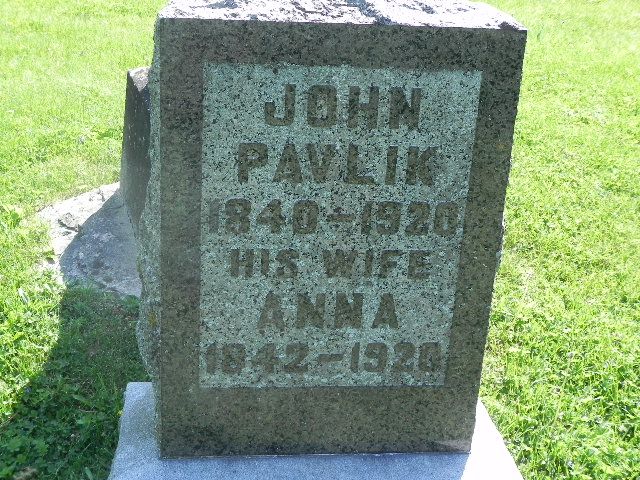 JOHN
PAVLIK
1840-1920
HIS WIFE
ANNA
1842-1920